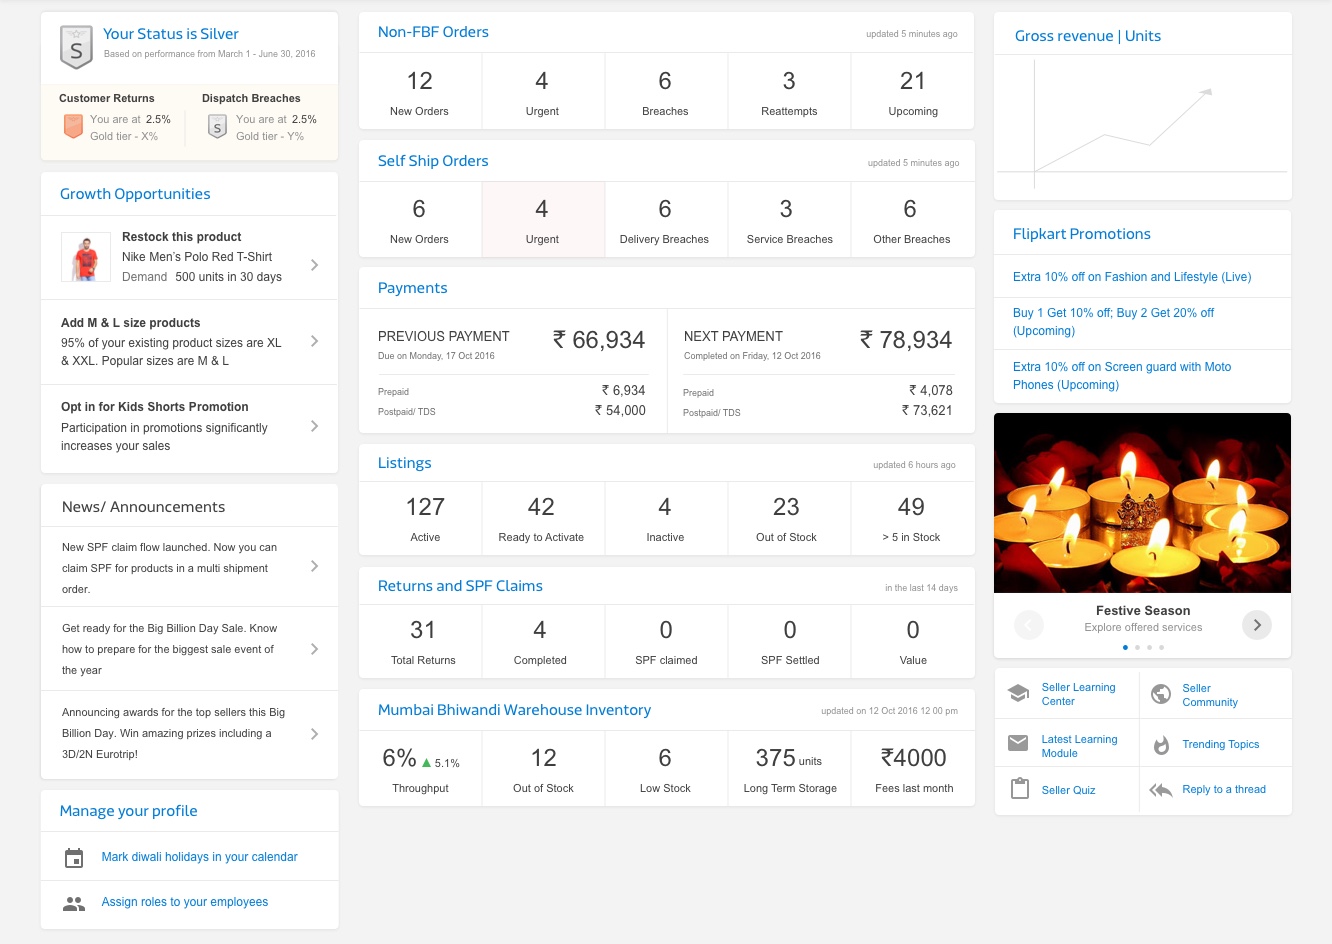 Your Status is Silver
S
Based on performance from March 1 - June 30, 2016
Customer Returns
You are at 2.5%
Gold tier - X%
Dispatch Breaches
S
You are at 2.5%
Gold tier - Y%
Growth Opportunities
Restock this product
Nike Men's Polo Red T-Shirt
Demand 500 units in 30 days
Add M & L size products
95% of your existing product sizes are XL
& XXL. Popular sizes are M & L
Opt in for Kids Shorts Promotion
Participation in promotions significantly
increases your sales
News/ Announcements
New SPF claim flow launched. Now you can
claim SPF for products in a multi shipment
order.
Get ready for the Big Billion Day Sale. Know
how to prepare for the biggest sale event of
the year
Announcing awards for the top sellers this Big
Billion Day. Win amazing prizes including a
3D/2N Eurotrip!
Manage your profile
Mark diwali holidays in your calendar
Assign roles to your employees
Non-FBF Orders
updated 5 minutes ago
12 4 6 3 21
New Orders Urgent Breaches Reattempts Upcoming
Self Ship Orders
updated 5 minutes ago
6 4 6 3 6
New Orders Urgent Delivery Breaches Service Breaches Other Breaches
Payments
PREVIOUS PAYMENT ₹ 66,934
Due on Monday, 17 Oct 2016
Prepaid ₹ 6,934
Postpaid/ TDS ₹ 54,000
NEXT PAYMENT ₹ 78,934
Completed on Friday, 12 Oct 2016
Prepaid ₹ 4,078
Postpaid/ TDS ₹ 73,621
Listings
updated 6 hours ago
127 42 4 23 49
Active Ready to Activate Inactive Out of Stock > 5 in Stock
Returns and SPF Claims
in the last 14 days
31 4 0 0 0
Total Returns Completed SPF claimed SPF Settled Value
Mumbai Bhiwandi Warehouse Inventory
updated on 12 Oct 2016 12 00 pm
6% ▲ 5.1% 12 6 375 units ₹4000
Throughput Out of Stock Low Stock Long Term Storage Fees last month
Gross revenue | Units
Flipkart Promotions
Extra 10% off on Fashion and Lifestyle (Live)
Buy 1 Get 10% off; Buy 2 Get 20% off
(Upcoming)
Extra 10% off on Screen guard with Moto
Phones (Upcoming)
Festive Season
Explore offered services
Seller Learning
Center
Seller
Community
Latest Learning
Module
Trending Topics
Seller Quiz
Reply to a thread